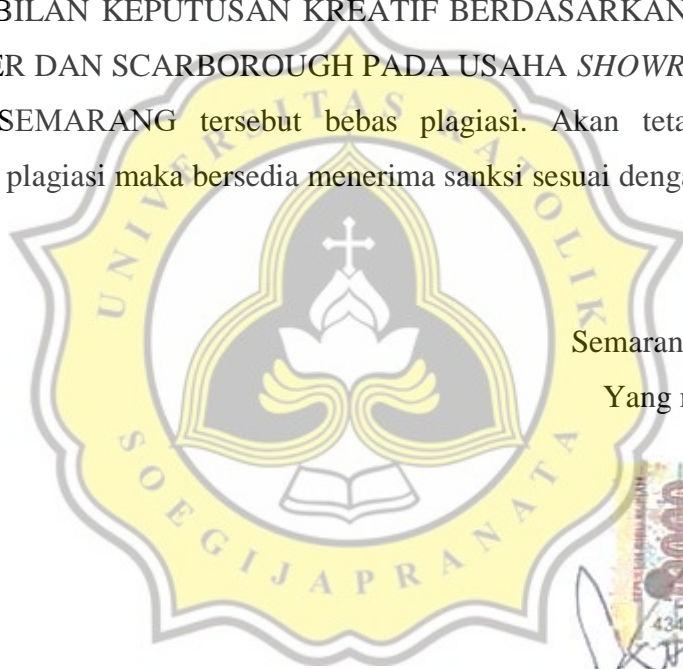 BILAN KEPUTUSAN KREATIF BERDASARKAN
ER DAN SCARBOROUGH PADA USAHA SHOWR
SEMARANG tersebut bebas plagiasi. Akan teta
plagiasi maka bersedia menerima sanksi sesuai denga
UNIVERSITAS KATOLIK
SOEGIJAPRANATA
Semaran
Yang